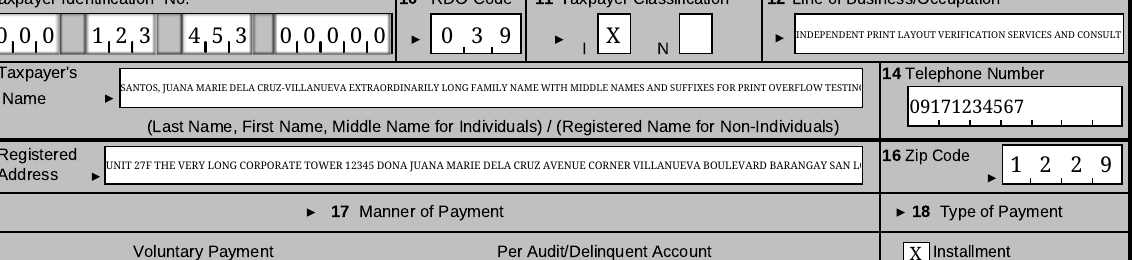 Taxpayer Identification No. 10 RDO Code 11 Taxpayer Classification 12 Line of Business/Occupation
0 0 0 1 2 3 4 5 3 0 0 0 0 0 ► 0 3 9 ► I X N ► INDEPENDENT PRINT LAYOUT VERIFICATION SERVICES AND CONSULT
Taxpayer's 14 Telephone Number
Name ► SANTOS, JUANA MARIE DELA CRUZ-VILLANUEVA EXTRAORDINARILY LONG FAMILY NAME WITH MIDDLE NAMES AND SUFFIXES FOR PRINT OVERFLOW TESTING 09171234567
(Last Name, First Name, Middle Name for Individuals) / (Registered Name for Non-Individuals)
Registered 16 Zip Code
Address ► UNIT 27F THE VERY LONG CORPORATE TOWER 12345 DONA JUANA MARIE DELA CRUZ AVENUE CORNER VILLANUEVA BOULEVARD BARANGAY SAN ► 1 2 2 9
► 17 Manner of Payment ► 18 Type of Payment
Voluntary Payment Per Audit/Delinquent Account X Installment